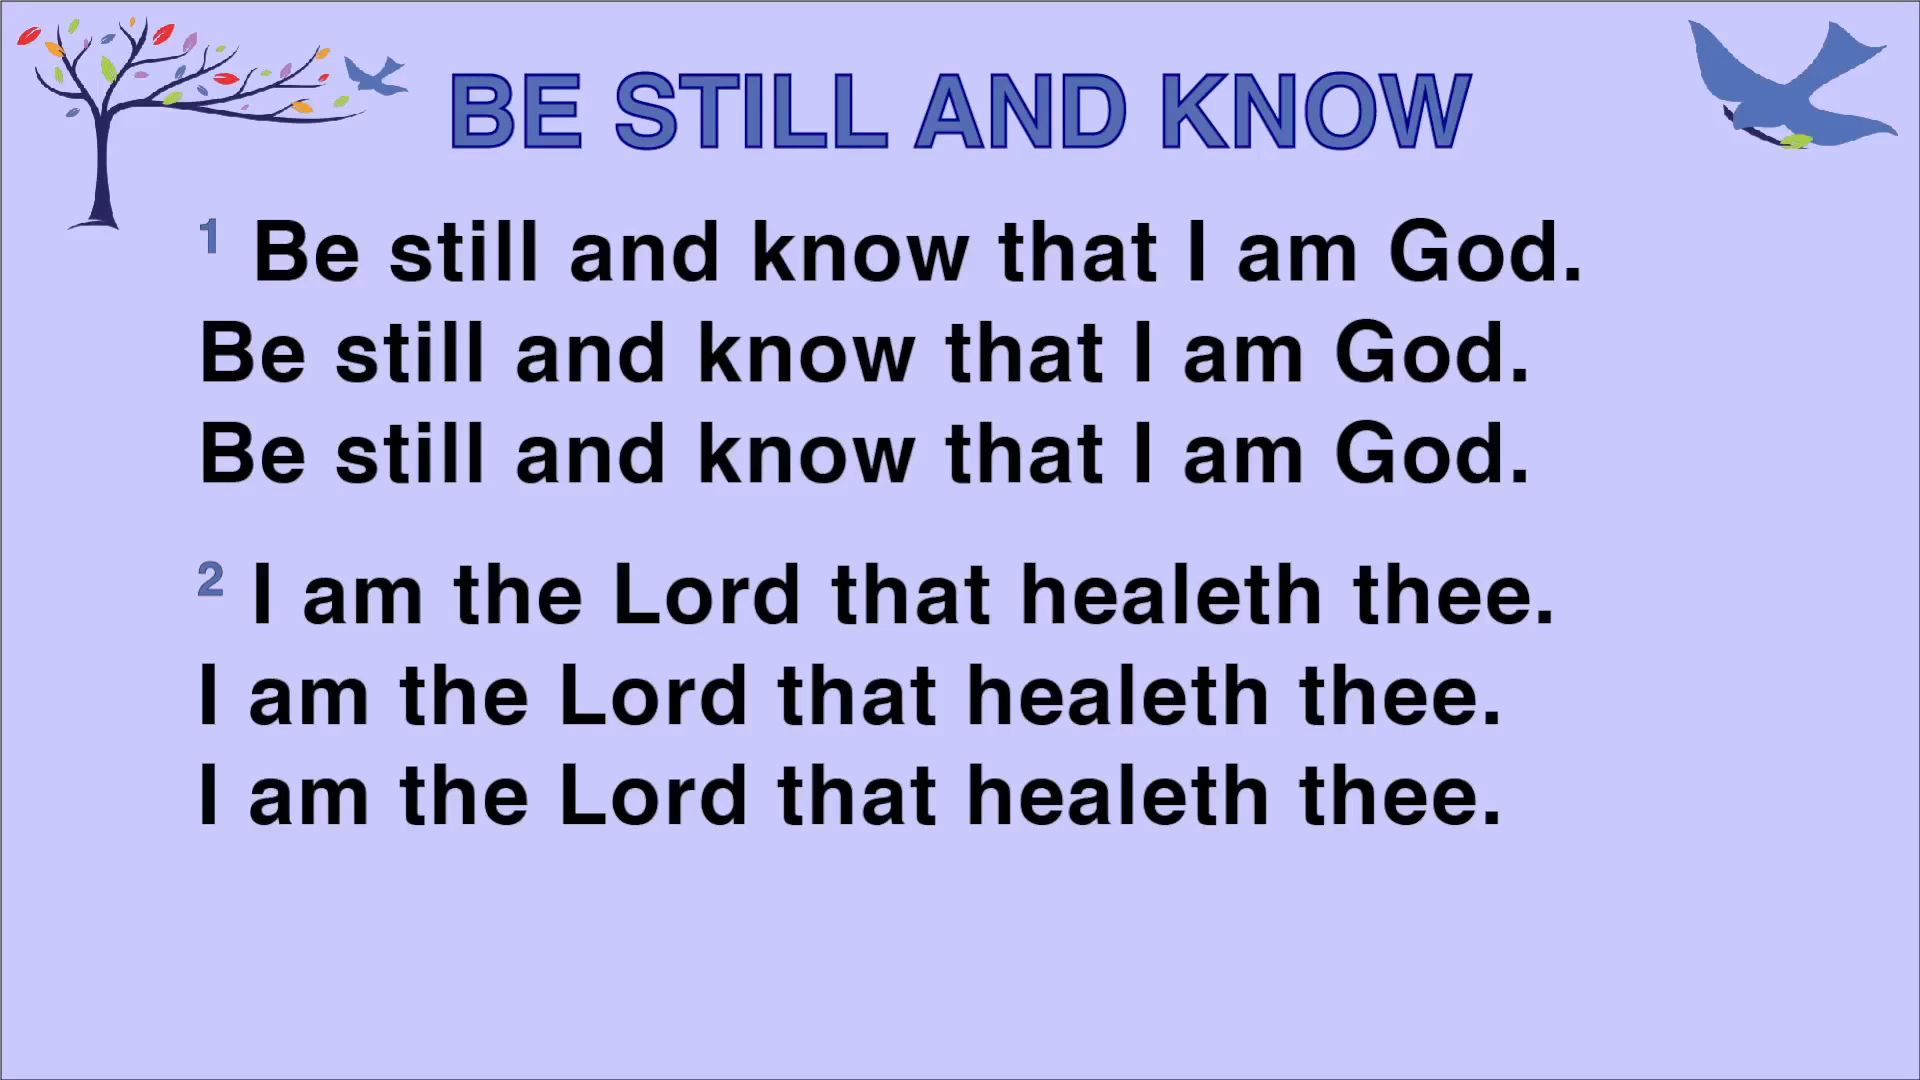 BE STILL AND KNOW
1 Be still and know that I am God.
Be still and know that I am God.
Be still and know that I am God.
2 I am the Lord that healeth thee.
I am the Lord that healeth thee.
I am the Lord that healeth thee.